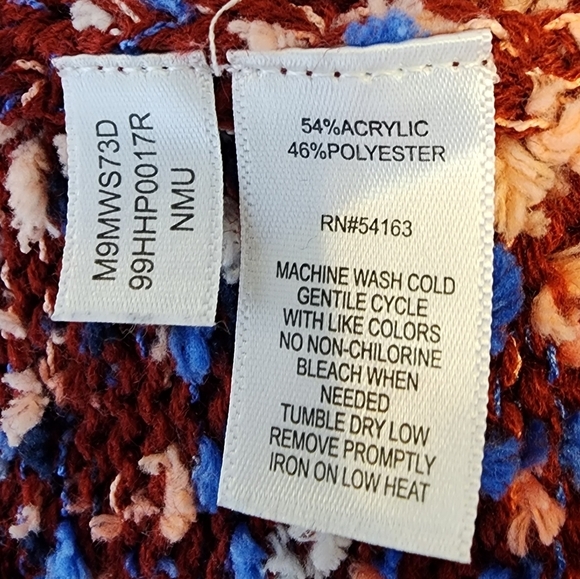 M9MWS73D
99HHP0017R
NMU
54%ACRYLIC
46%POLYESTER
RN#54163
MACHINE WASH COLD
GENTILE CYCLE
WITH LIKE COLORS
NO NON-CHILORINE
BLEACH WHEN
NEEDED
TUMBLE DRY LOW
REMOVE PROMPTLY
IRON ON LOW HEAT